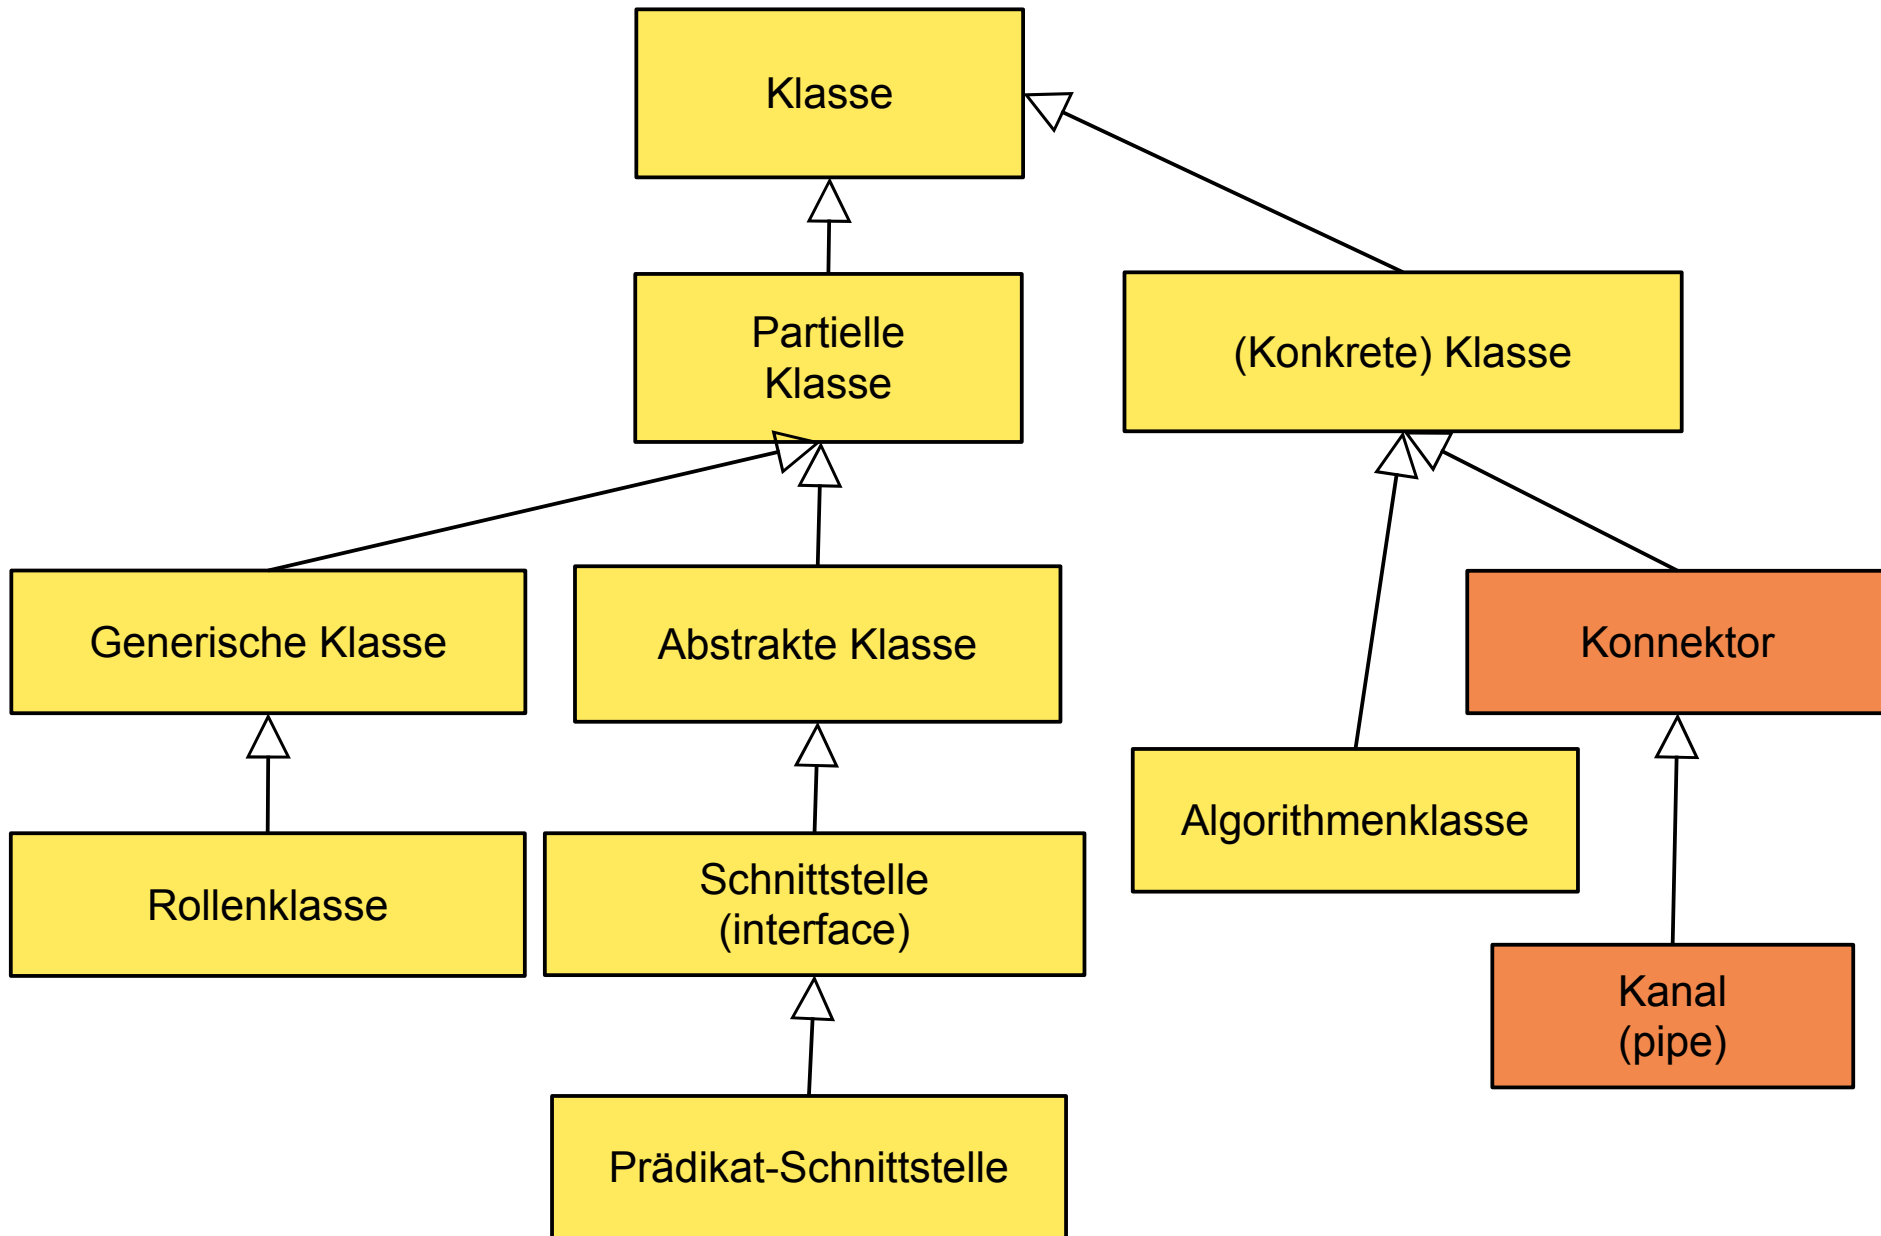 Klasse
Partielle
Klasse
(Konkrete) Klasse
Generische Klasse
Abstrakte Klasse
Konnektor
Algorithmenklasse
Rollenklasse
Schnittstelle
(interface)
Kanal
(pipe)
Prädikat-Schnittstelle